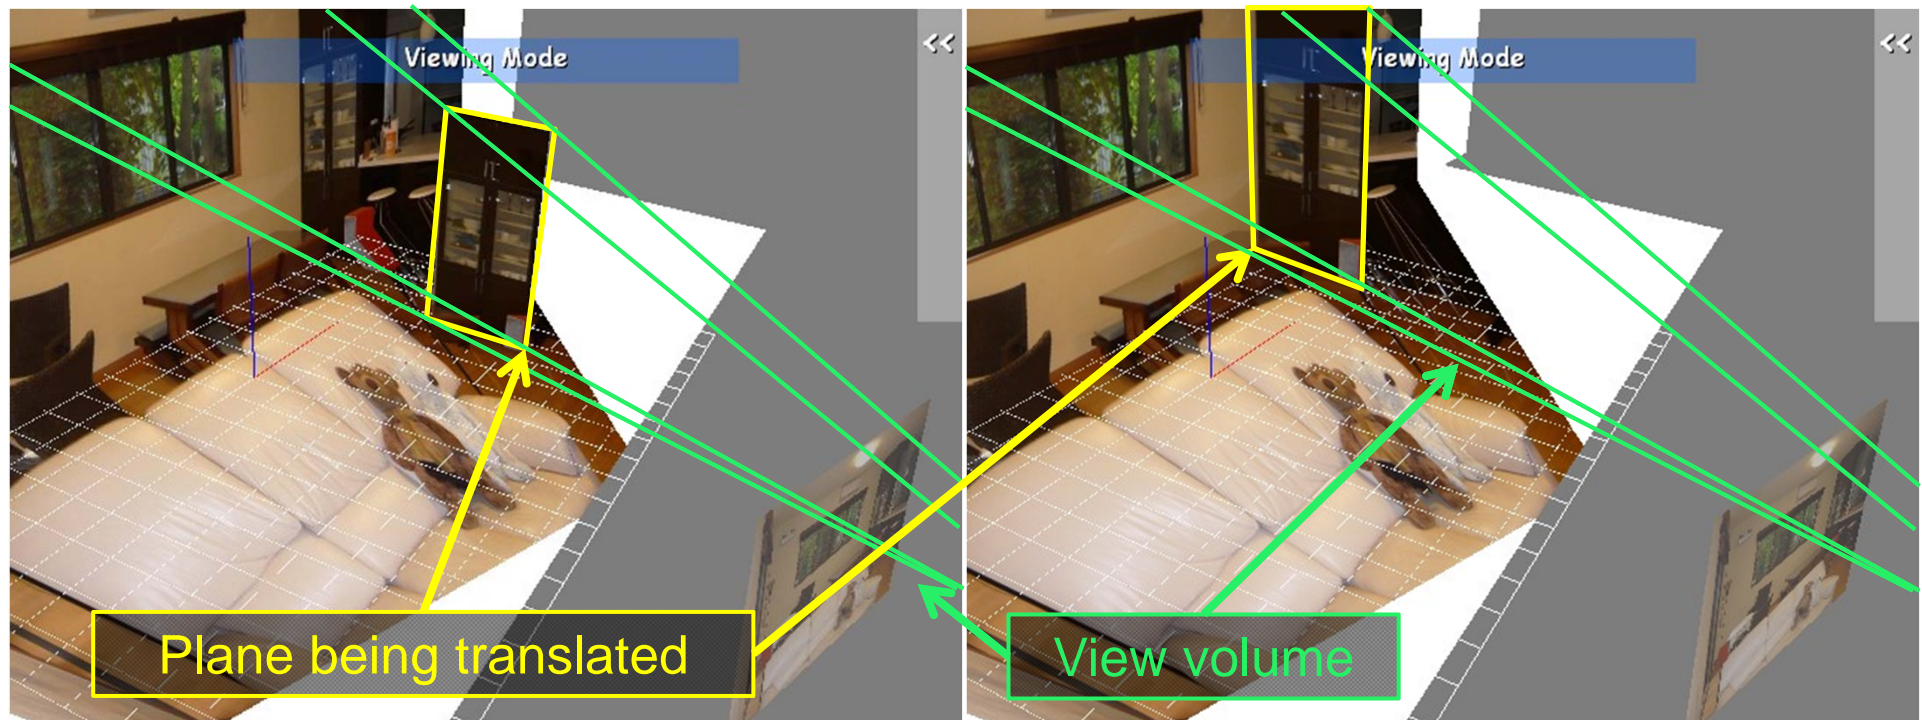 Viewing Mode
<<
Viewing Mode
<<
Plane being translated
View volume